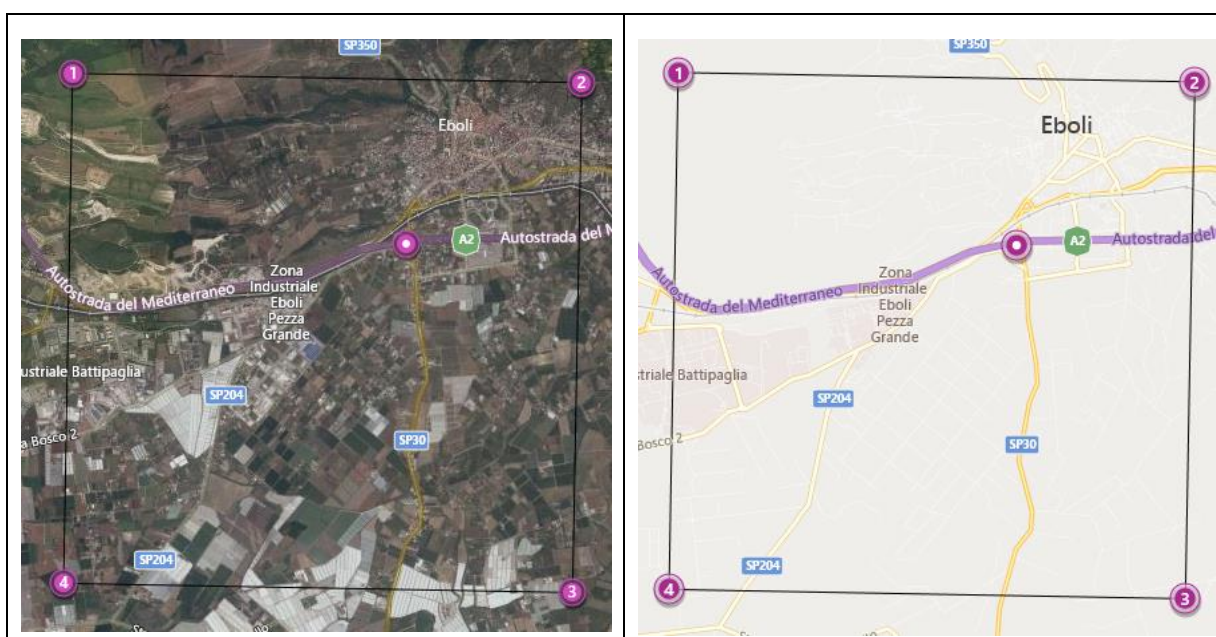 SP350
1
2
Eboli
A2
Autostrada del M
Zona
Industriale
Eboli
Pezza
Grande
Autostrada del Mediterraneo
ustriale Battipaglia
SP204
a Bosco 2
SP30
SP204
4
3
SP350
1
2
Eboli
A2
Autostrada del
Zona
Industriale
Eboli
Pezza
Grande
Autostrada del Mediterraneo
striale Battipaglia
SP204
Bosco 2
SP30
SP204
4
3